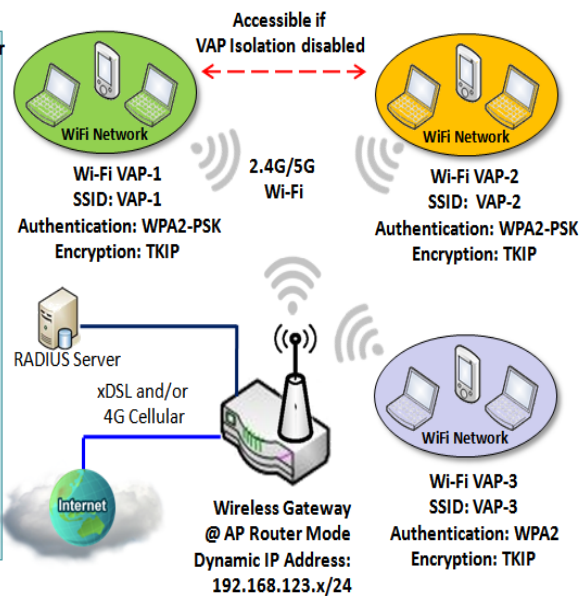 Accessible if
VAP Isolation disabled
r
WiFi Network
WiFi Network
Wi-Fi VAP-1
SSID: VAP-1
Authentication: WPA2-PSK
Encryption: TKIP
2.4G/5G
Wi-Fi
Wi-Fi VAP-2
SSID:  VAP-2
Authentication: WPA2-PSK
Encryption: TKIP
RADIUS Server
xDSL and/or
4G Cellular
Internet
WiFi Network
Wireless Gateway
@ AP Router Mode
Dynamic IP Address:
192.168.123.x/24
Wi-Fi VAP-3
SSID: VAP-3
Authentication: WPA2
Encryption: TKIP